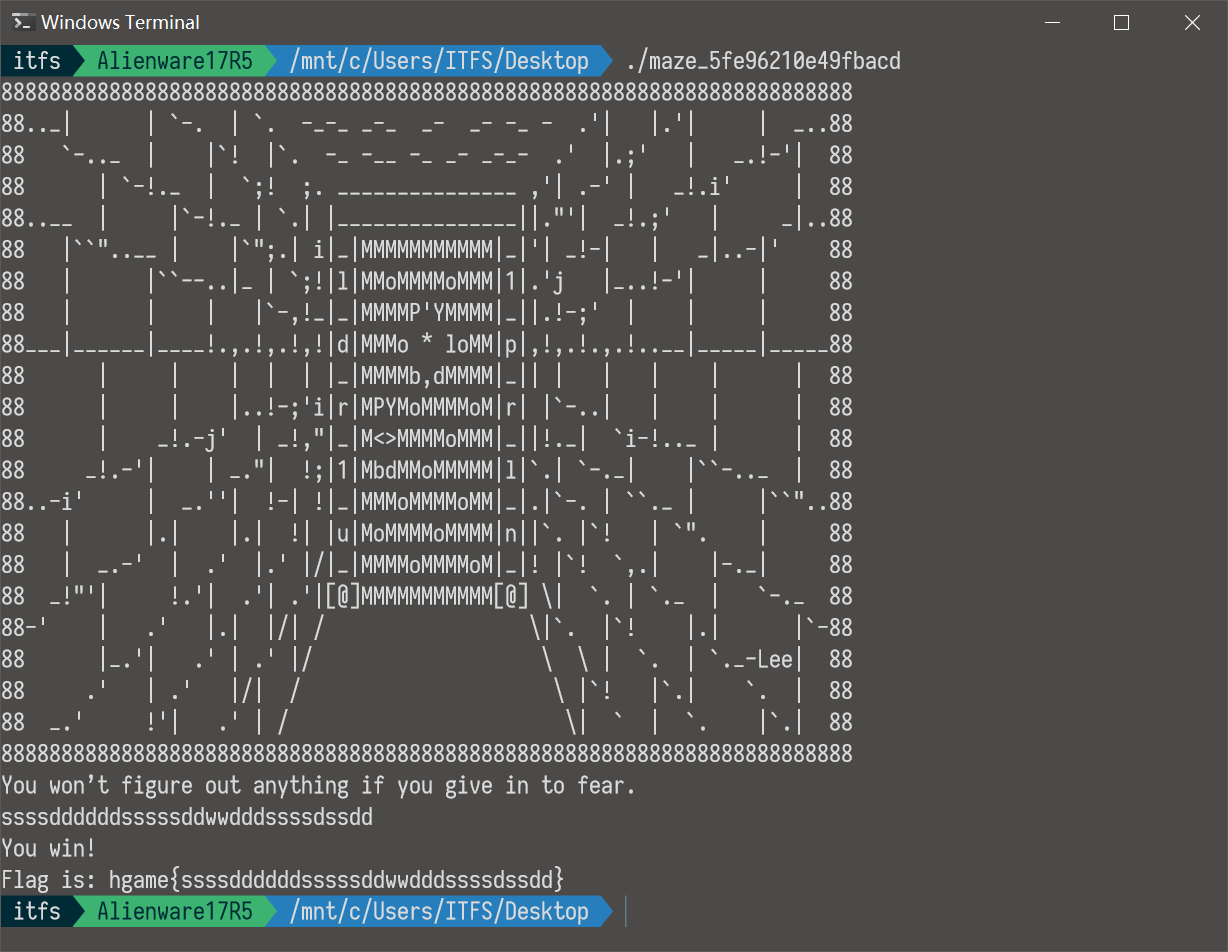 Windows Terminal
itfs Alienware17R5 /mnt/c/Users/ITFS/Desktop ./maze_5fe96210e49fbacd
88888888888888888888888888888888888888888888888888888888888888888888888
88.._|      | `-.  | `.  -_-_ _-_  _-  _- -_ -  .'|   |.'|     |  _..88
88   `-.._  |    |`!  |`.  -_ -__ -_ _- _-_-  .'  |.;'   |   _.!-'|  88
88      | `-!._  |  `;!  ;. _______________ ,'| .-' |   _!.i'     |  88
88..__  |     |`-!._ | `.| |_______________||."'|  _!.;'   |     _|..88
88   |``"..__ |    |`";.| i|_|MMMMMMMMMMM|_|'| _!-|   |   _|..-|'    88
88   |      |``--..|_ | `;!|l|MMoMMMMoMMM|1|.'j   |_..!-'|     |     88
88   |      |    |   |`-,!_|_|MMMMP'YMMMM|_||.!-;'  |    |     |     88
88___|______|____!.,.!,.!,!|d|MMMo * loMM|p|,!,.!.,.!..__|_____|_____88
88      |     |    |  |  | |_|MMMMb,dMMMM|_|| |   |   |    |      |  88
88      |     |    |..!-;'i|r|MPYMoMMMMoM|r| |`-..|   |    |      |  88
88      |    _!.-j'  | _!,"|_|M<>MMMMoMMM|_||!._|  `i-!.._ |      |  88
88     _!.-'|    | _."|  !;|1|MbdMMoMMMMM|l|`.| `-._|    |``-.._  |  88
88..-i'     |  _.''|  !-| !|_|MMMoMMMMoMM|_|.|`-. | ``._ |     |``"..88
88   |      |.|    |.|  !| |u|MoMMMMoMMMM|n||`. |`!   | `".    |     88
88   |  _.-'  |  .'  |.' |/|_|MMMMoMMMMoM|_|! |`!  `,.|    |-._|     88
88  _!"'|     !.'|  .'| .'|[@]MMMMMMMMMMM[@] \|  `. | `._  |   `-._  88
88-'    |   .'   |.|  |/| /                 \|`.  |`!    |.|      |`-88
88      |_.'|   .' | .' |/                   \  \ |  `.  | `._-Lee|  88
88     .'   | .'   |/|  /                     \ |`!   |`.|    `.  |  88
88  _.'     !'|   .' | /                       \|  `  |  `.    |`.|  88
88888888888888888888888888888888888888888888888888888888888888888888888
You won't figure out anything if you give in to fear.
ssssddddddsssssddwwdddssssdssdd
You win!
Flag is: hgame{ssssddddddsssssddwwdddssssdssdd}
itfs Alienware17R5 /mnt/c/Users/ITFS/Desktop